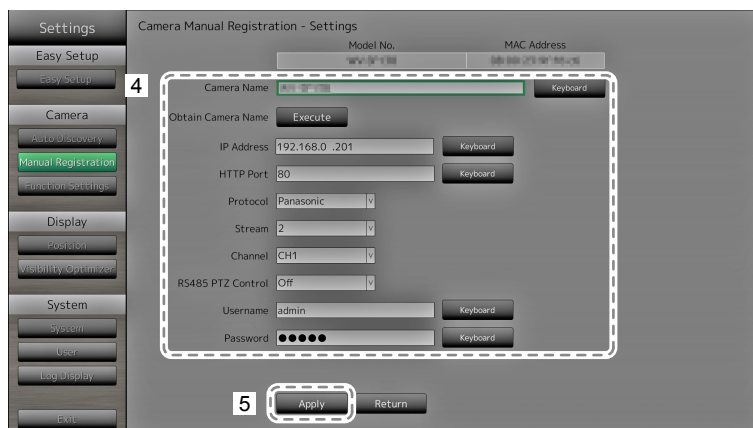 Settings
Easy Setup
Easy Setup
Camera
Auto Discovery
Manual Registration
Function Settings
Display
Position
Visibility Optimizer
System
System
User
Log Display
Exit
Camera Manual Registration - Settings
Model No. MAC Address
4
Camera Name Keyboard
Obtain Camera Name Execute
IP Address 192.168.0 .201 Keyboard
HTTP Port 80 Keyboard
Protocol Panasonic
Stream 2
Channel CH1
RS485 PTZ Control Off
Username admin Keyboard
Password ●●●●● Keyboard
5 Apply Return